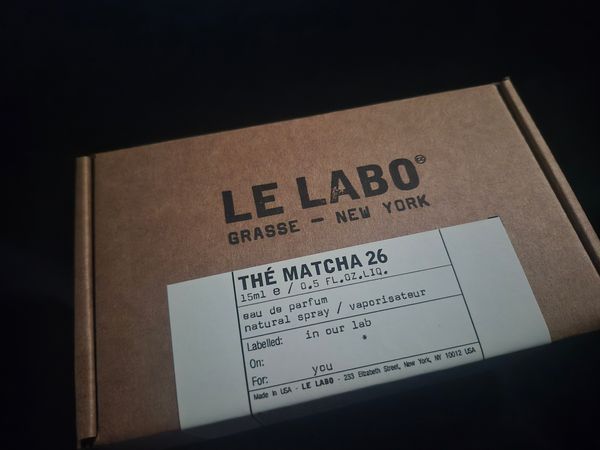 LE LABO®
GRASSE — NEW YORK
THÉ MATCHA 26
15ml e / 0.5 FL.OZ.LIQ.
eau de parfum
natural spray / vaporisateur
Labelled: in our lab
On: *
For: you
Made in USA - LE LABO - 233 Elizabeth Street, New York, NY 10012 USA